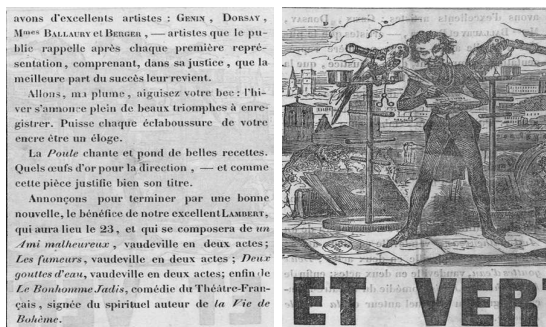 avons d'excellents artistes : GENIN, DORSAY,
Mmes BALLAURY et BERGER, — artistes que le pu-
blic rappelle après chaque première repré-
sentation, comprenant, dans sa justice, que la
meilleure part du succès leur revient.
Allons, ma plume, aiguisez votre bec : l'hi-
ver s'annonce plein de beaux triomphes à enre-
gistrer. Puisse chaque éclaboussure de votre
encre être un éloge.
La Poule chante et pond de belles recettes.
Quels œufs d'or pour la direction, — et comme
cette pièce justifie bien son titre.
Annonçons pour terminer par une bonne
nouvelle, le bénéfice de notre excellent LAMBERT,
qui aura lieu le 23, et qui se composera de un
Ami malheureux, vaudeville en deux actes;
Les fumeurs, vaudeville en deux actes; Deux
gouttes d'eau, vaudeville en deux actes; enfin de
Le Bonhomme Jadis, comédie du Théâtre-Fran-
çais, signée du spirituel auteur de la Vie de
Bohème.
ET VERT